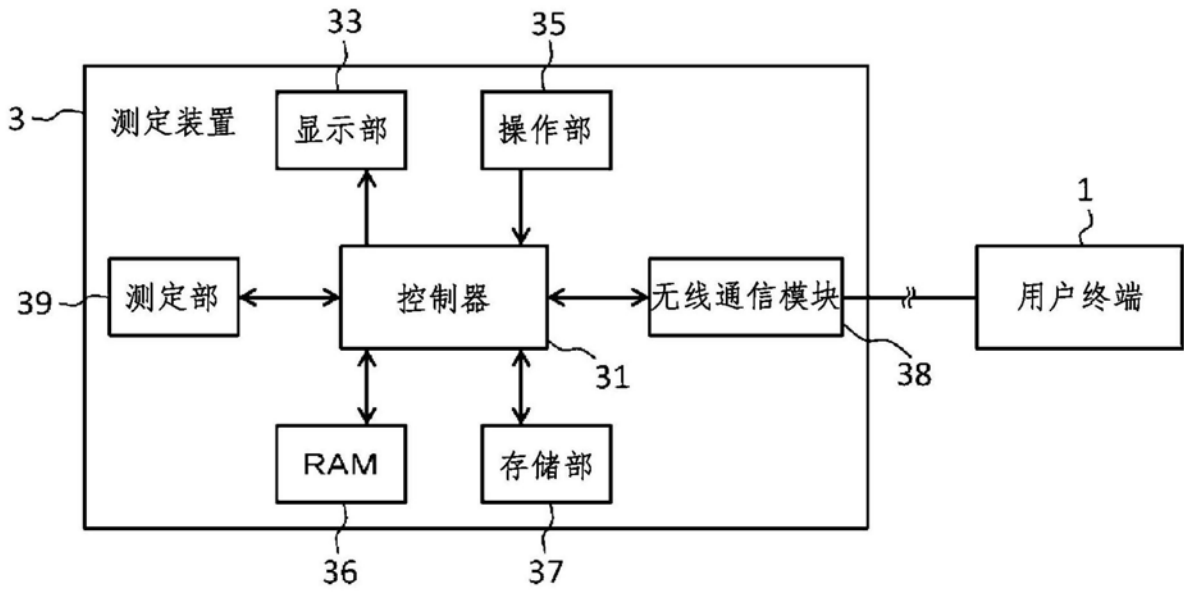 33
35
3
测定装置
显示部
操作部
1
39
测定部
控制器
无线通信模块
用户终端
31
38
RAM
存储部
36
37